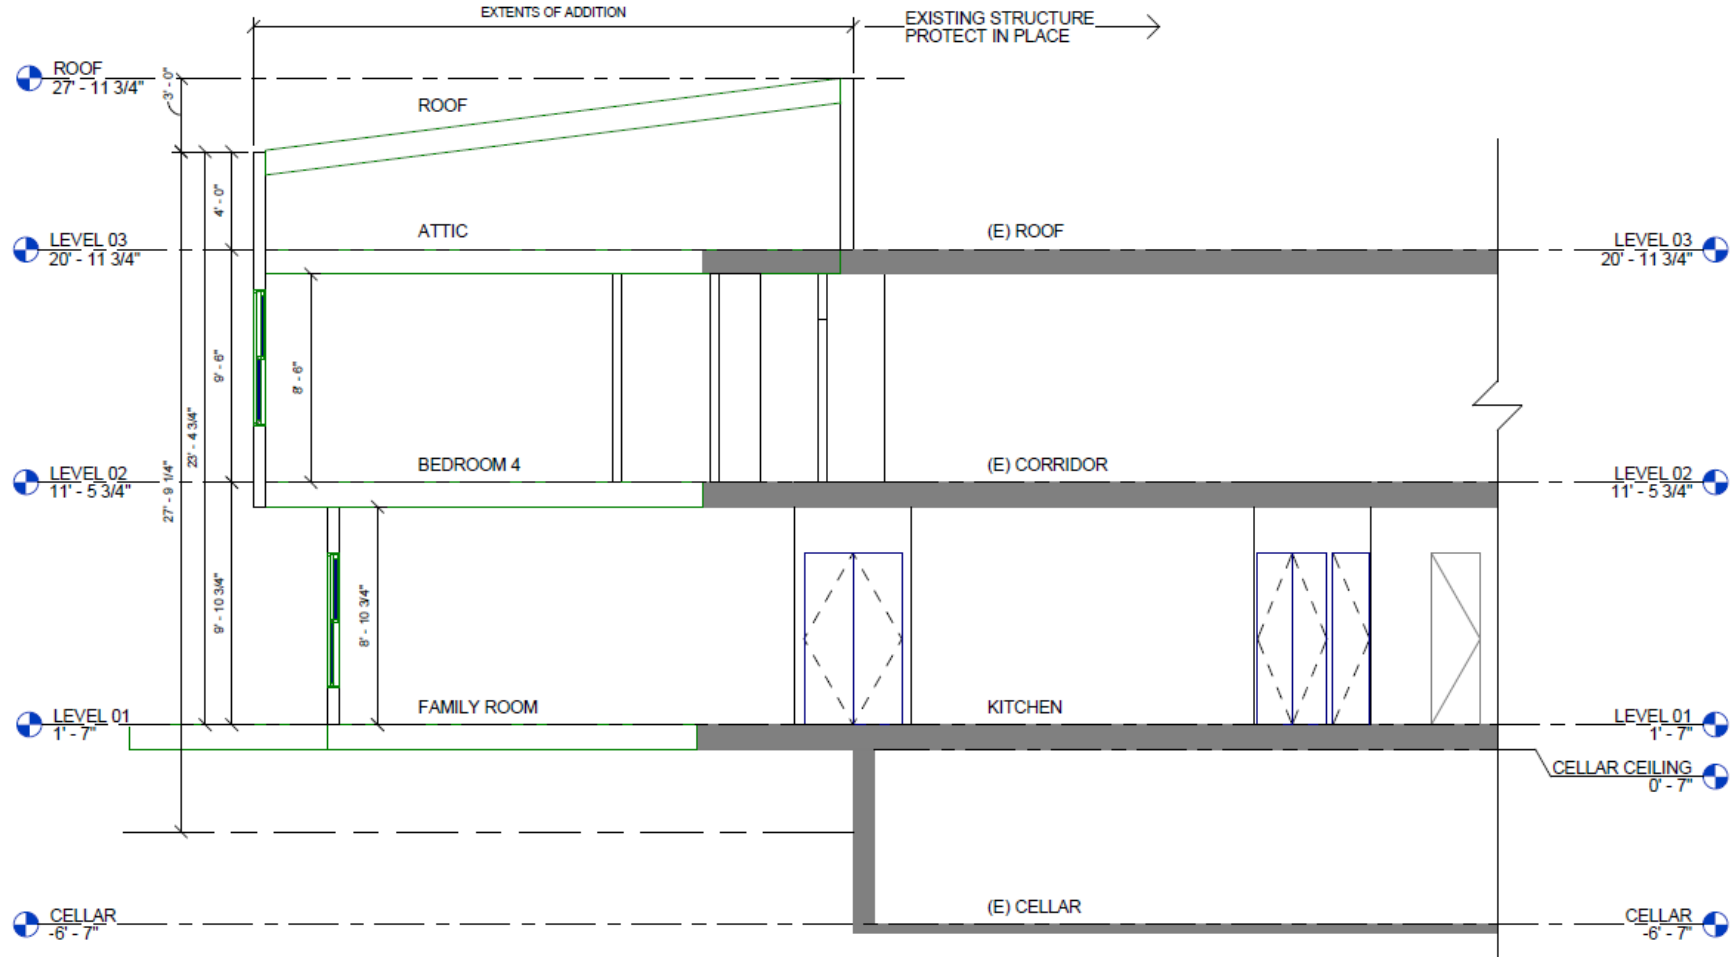 EXTENTS OF ADDITION
EXISTING STRUCTURE
PROTECT IN PLACE
ROOF
27' - 11 3/4"
3' - 0"
ROOF
4' - 0"
ATTIC
(E) ROOF
LEVEL 03
20' - 11 3/4"
LEVEL 03
20' - 11 3/4"
9' - 6"
8' - 6"
23' - 4 3/4"
27' - 9 1/4"
BEDROOM 4
(E) CORRIDOR
LEVEL 02
11' - 5 3/4"
LEVEL 02
11' - 5 3/4"
9' - 10 3/4"
8' - 10 3/4"
FAMILY ROOM
KITCHEN
LEVEL 01
1' - 7"
LEVEL 01
1' - 7"
CELLAR CEILING
0' - 7"
(E) CELLAR
CELLAR
-6' - 7"
CELLAR
-6' - 7"